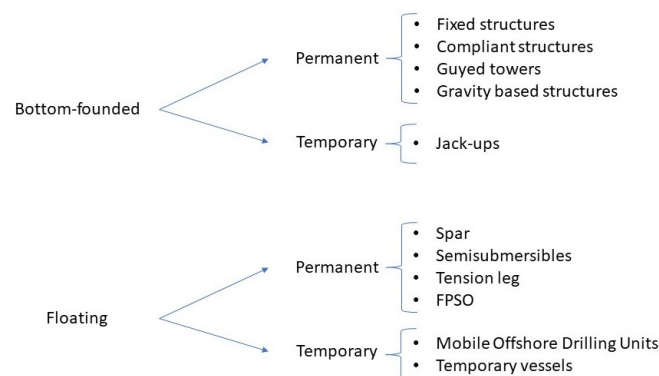 Bottom-founded
Permanent
• Fixed structures
• Compliant structures
• Guyed towers
• Gravity based structures
Temporary
• Jack-ups
Floating
Permanent
• Spar
• Semisubmersibles
• Tension leg
• FPSO
Temporary
• Mobile Offshore Drilling Units
• Temporary vessels